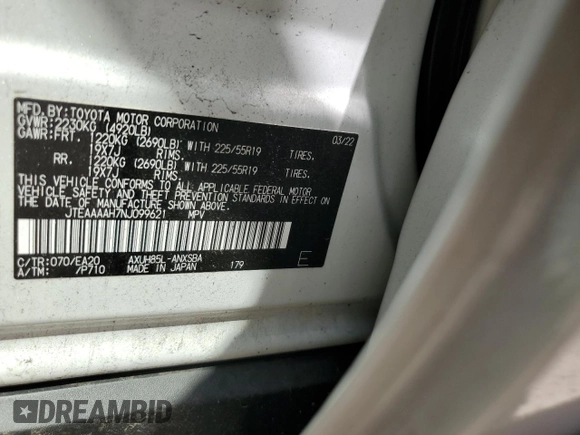 MFD.BY:TOYOTA MOTOR CORPORATION 03/22
GVWR:2230KG (4920LB)
GAWR:FRT. 1220KG (2690LB) WITH 225/55R19 TIRES.
19X7J RIMS.
RR. 1220KG (2690LB) WITH 225/55R19 TIRES.
19X7J RIMS.
THIS VEHICLE CONFORMS TO ALL APPLICABLE FEDERAL MOTOR
VEHICLE SAFETY AND THEFT PREVENTION STANDARDS IN EFFECT ON
THE DATE OF MANUFACTURE SHOWN ABOVE.
JTEAAAAH7NJ099621 MPV
C/TR:070/EA20 AXUH85L-ANXSBA
A/TM: /P710 MADE IN JAPAN 179 E
DREAMBID